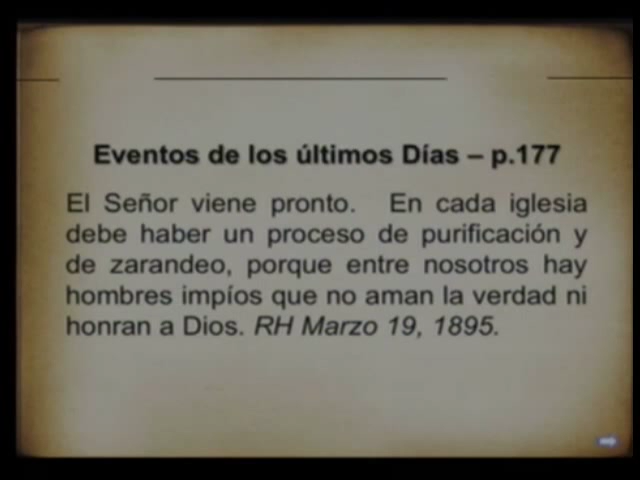 Eventos de los últimos Días – p.177
El Señor viene pronto. En cada iglesia
debe haber un proceso de purificación y
de zarandeo, porque entre nosotros hay
hombres impíos que no aman la verdad ni
honran a Dios. RH Marzo 19, 1895.